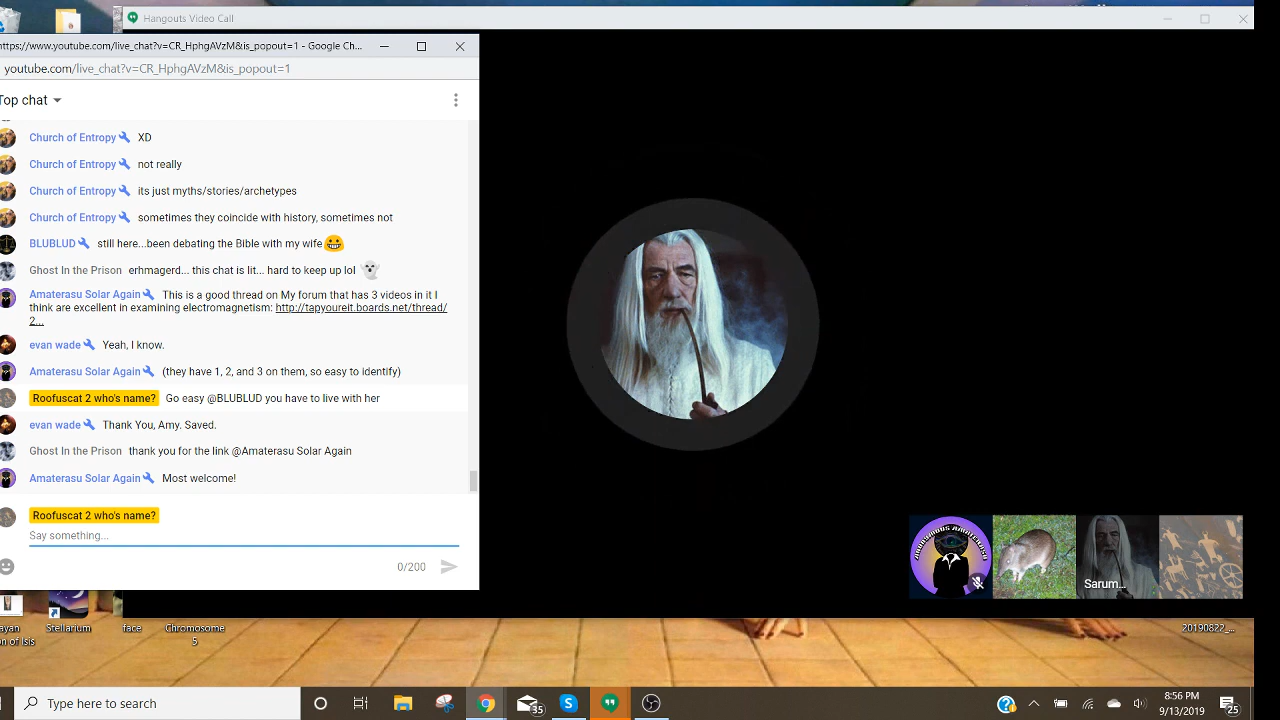 Hangouts Video Call
https://www.youtube.com/live_chat?v=CR_HphgAVzM&is_popout=1 - Google Ch...
youtube.com/live_chat?v=CR_HphgAVzM&is_popout=1
Top chat
Church of Entropy XD
Church of Entropy not really
Church of Entropy its just myths/stories/archetypes
Church of Entropy sometimes they coincide with history, sometimes not
BLUBLUD still here...been debating the Bible with my wife 😀
Ghost In the Prison erhmagerd... this chat is lit... hard to keep up lol 👻
Amaterasu Solar Again This is a good thread on My forum that has 3 videos in it I
think are excellent in examining electromagnetism: http://tapyoureit.boards.net/thread/
2...
evan wade Yeah, I know.
Amaterasu Solar Again (they have 1, 2, and 3 on them, so easy to identify)
Roofuscat 2 who's name? Go easy @BLUBLUD you have to live with her
evan wade Thank You, Amy. Saved.
Ghost In the Prison thank you for the link @Amaterasu Solar Again
Amaterasu Solar Again Most welcome!
Roofuscat 2 who's name?
Say something...
0/200
Sarum...
ayan
on of Isis
Stellarium
face
Chromosome
5
20190822_...
Type here to search
35
8:56 PM
9/13/2019
25